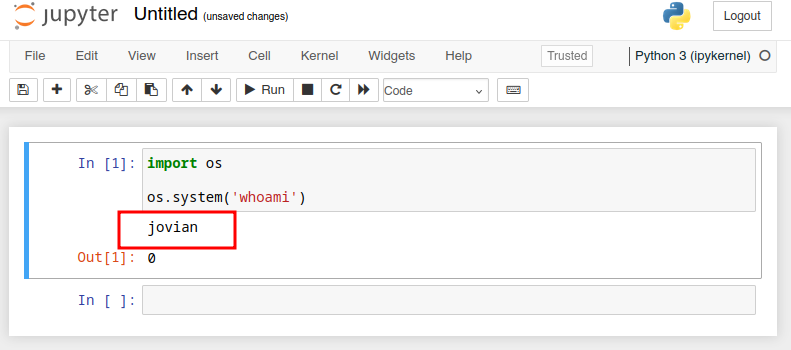 jupyter Untitled (unsaved changes) Logout
File Edit View Insert Cell Kernel Widgets Help Trusted Python 3 (ipykernel)
Run Code
In [1]: import os
os.system('whoami')
jovian
Out[1]: 0
In [ ]: